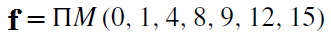 f = ΠM (0, 1, 4, 8, 9, 12, 15)